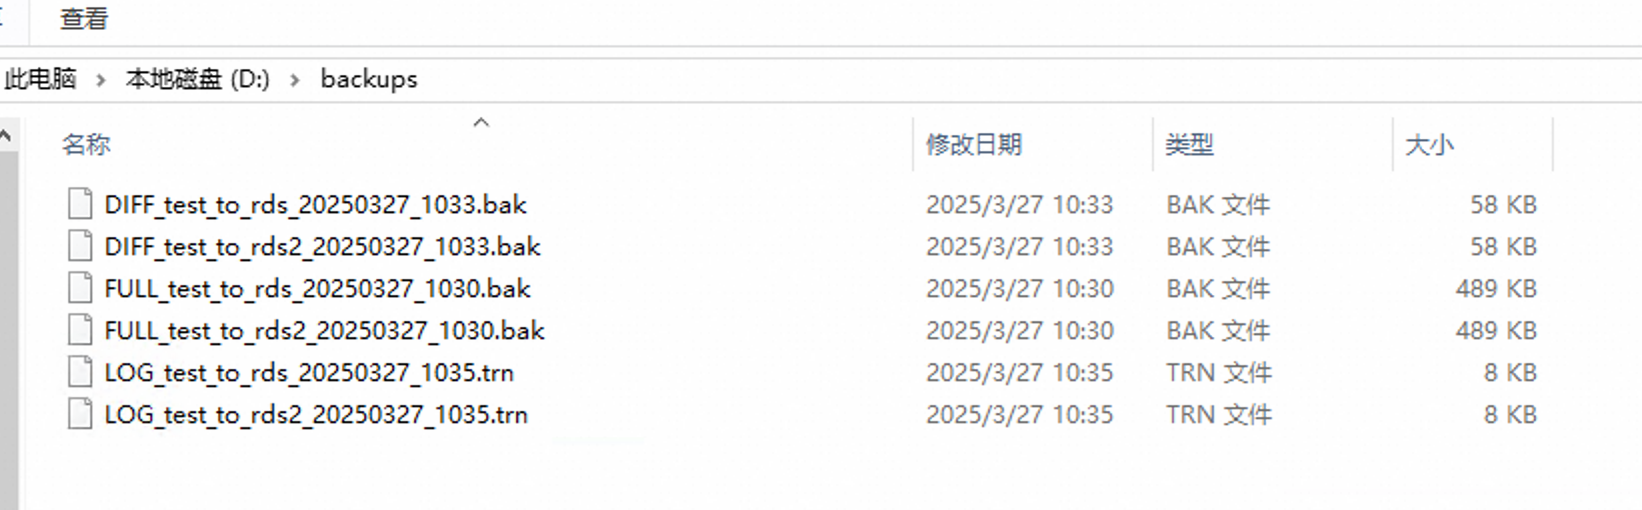 查看
此电脑 > 本地磁盘 (D:) > backups
名称 修改日期 类型 大小
DIFF_test_to_rds_20250327_1033.bak 2025/3/27 10:33 BAK 文件 58 KB
DIFF_test_to_rds2_20250327_1033.bak 2025/3/27 10:33 BAK 文件 58 KB
FULL_test_to_rds_20250327_1030.bak 2025/3/27 10:30 BAK 文件 489 KB
FULL_test_to_rds2_20250327_1030.bak 2025/3/27 10:30 BAK 文件 489 KB
LOG_test_to_rds_20250327_1035.trn 2025/3/27 10:35 TRN 文件 8 KB
LOG_test_to_rds2_20250327_1035.trn 2025/3/27 10:35 TRN 文件 8 KB